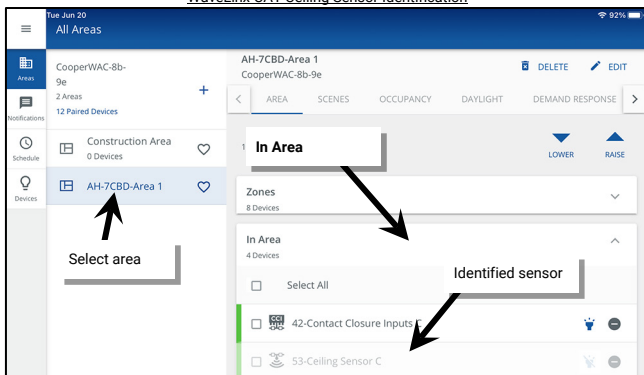 WaveLinx CAT Ceiling Sensor Identification
Tue Jun 20
92%
All Areas
Areas
Notifications
Schedule
Devices
CooperWAC-8b-
9e
2 Areas
12 Paired Devices
+
Construction Area
0 Devices
AH-7CBD-Area 1
Select area
AH-7CBD-Area 1
CooperWAC-8b-9e
DELETE
EDIT
< AREA SCENES OCCUPANCY DAYLIGHT DEMAND RESPONSE >
1
In Area
LOWER
RAISE
Zones
8 Devices
In Area
4 Devices
Identified sensor
Select All
CCI
42-Contact Closure Inputs C
53-Ceiling Sensor C